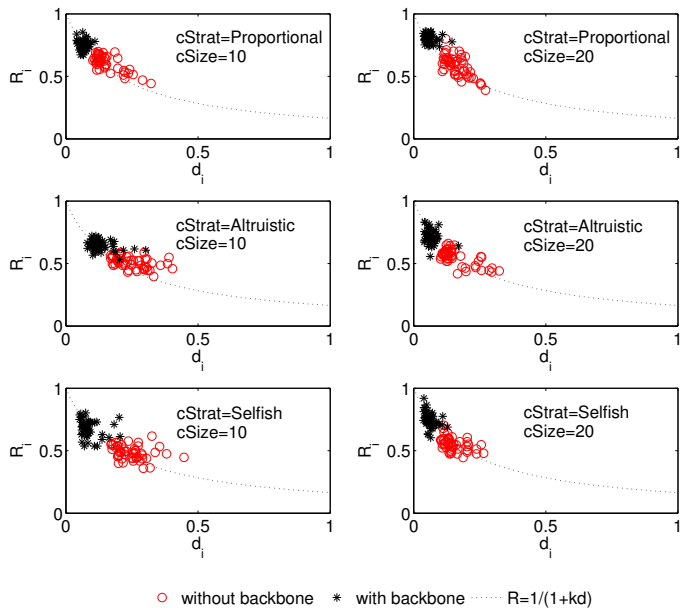 1
cStrat=Proportional
cSize=10
0.5
R_i
0
0
0.5
1
d_i
1
cStrat=Proportional
cSize=20
0.5
R_i
0
0
0.5
1
d_i
1
cStrat=Altruistic
cSize=10
0.5
R_i
0
0
0.5
1
d_i
1
cStrat=Altruistic
cSize=20
0.5
R_i
0
0
0.5
1
d_i
1
cStrat=Selfish
cSize=10
0.5
R_i
0
0
0.5
1
d_i
1
cStrat=Selfish
cSize=20
0.5
R_i
0
0
0.5
1
d_i
without backbone with backbone R=1/(1+kd)